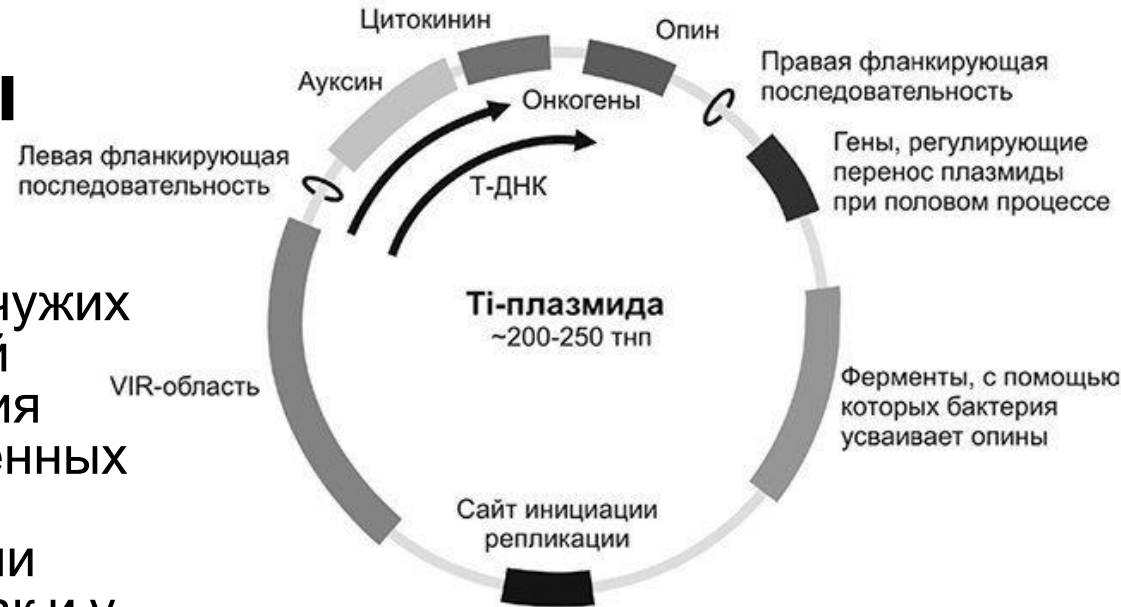 Цитокинин
Опин
Ауксин
Правая фланкирующая
последовательность
Онкогены
Левая фланкирующая
последовательность
Т-ДНК
Гены, регулирующие
перенос плазмиды
при половом процессе
чужих
Ti-плазмида
~200-250 тнп
VIR-область
Ферменты, с помощью
которых бактерия
усваивает опины
Сайт инициации
репликации